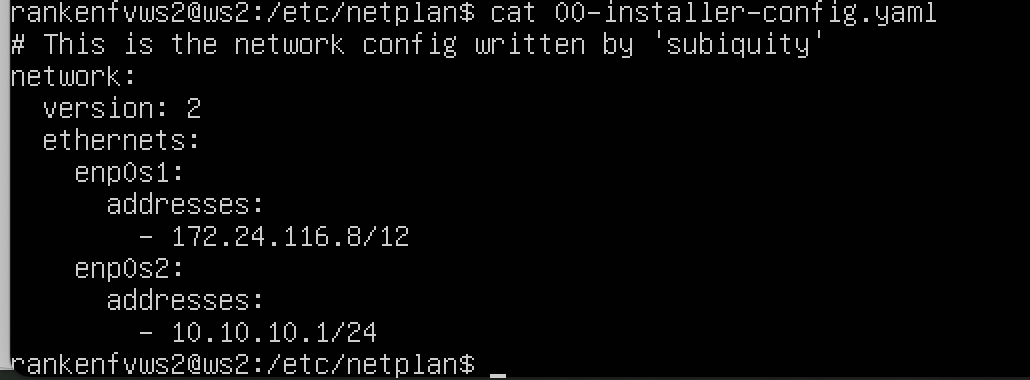 rankenfvws2@ws2:/etc/netplan$ cat 00-installer-config.yaml
# This is the network config written by 'subiquity'
network:
  version: 2
  ethernets:
    enp0s1:
      addresses:
        - 172.24.116.8/12
    enp0s2:
      addresses:
        - 10.10.10.1/24
rankenfvws2@ws2:/etc/netplan$ _